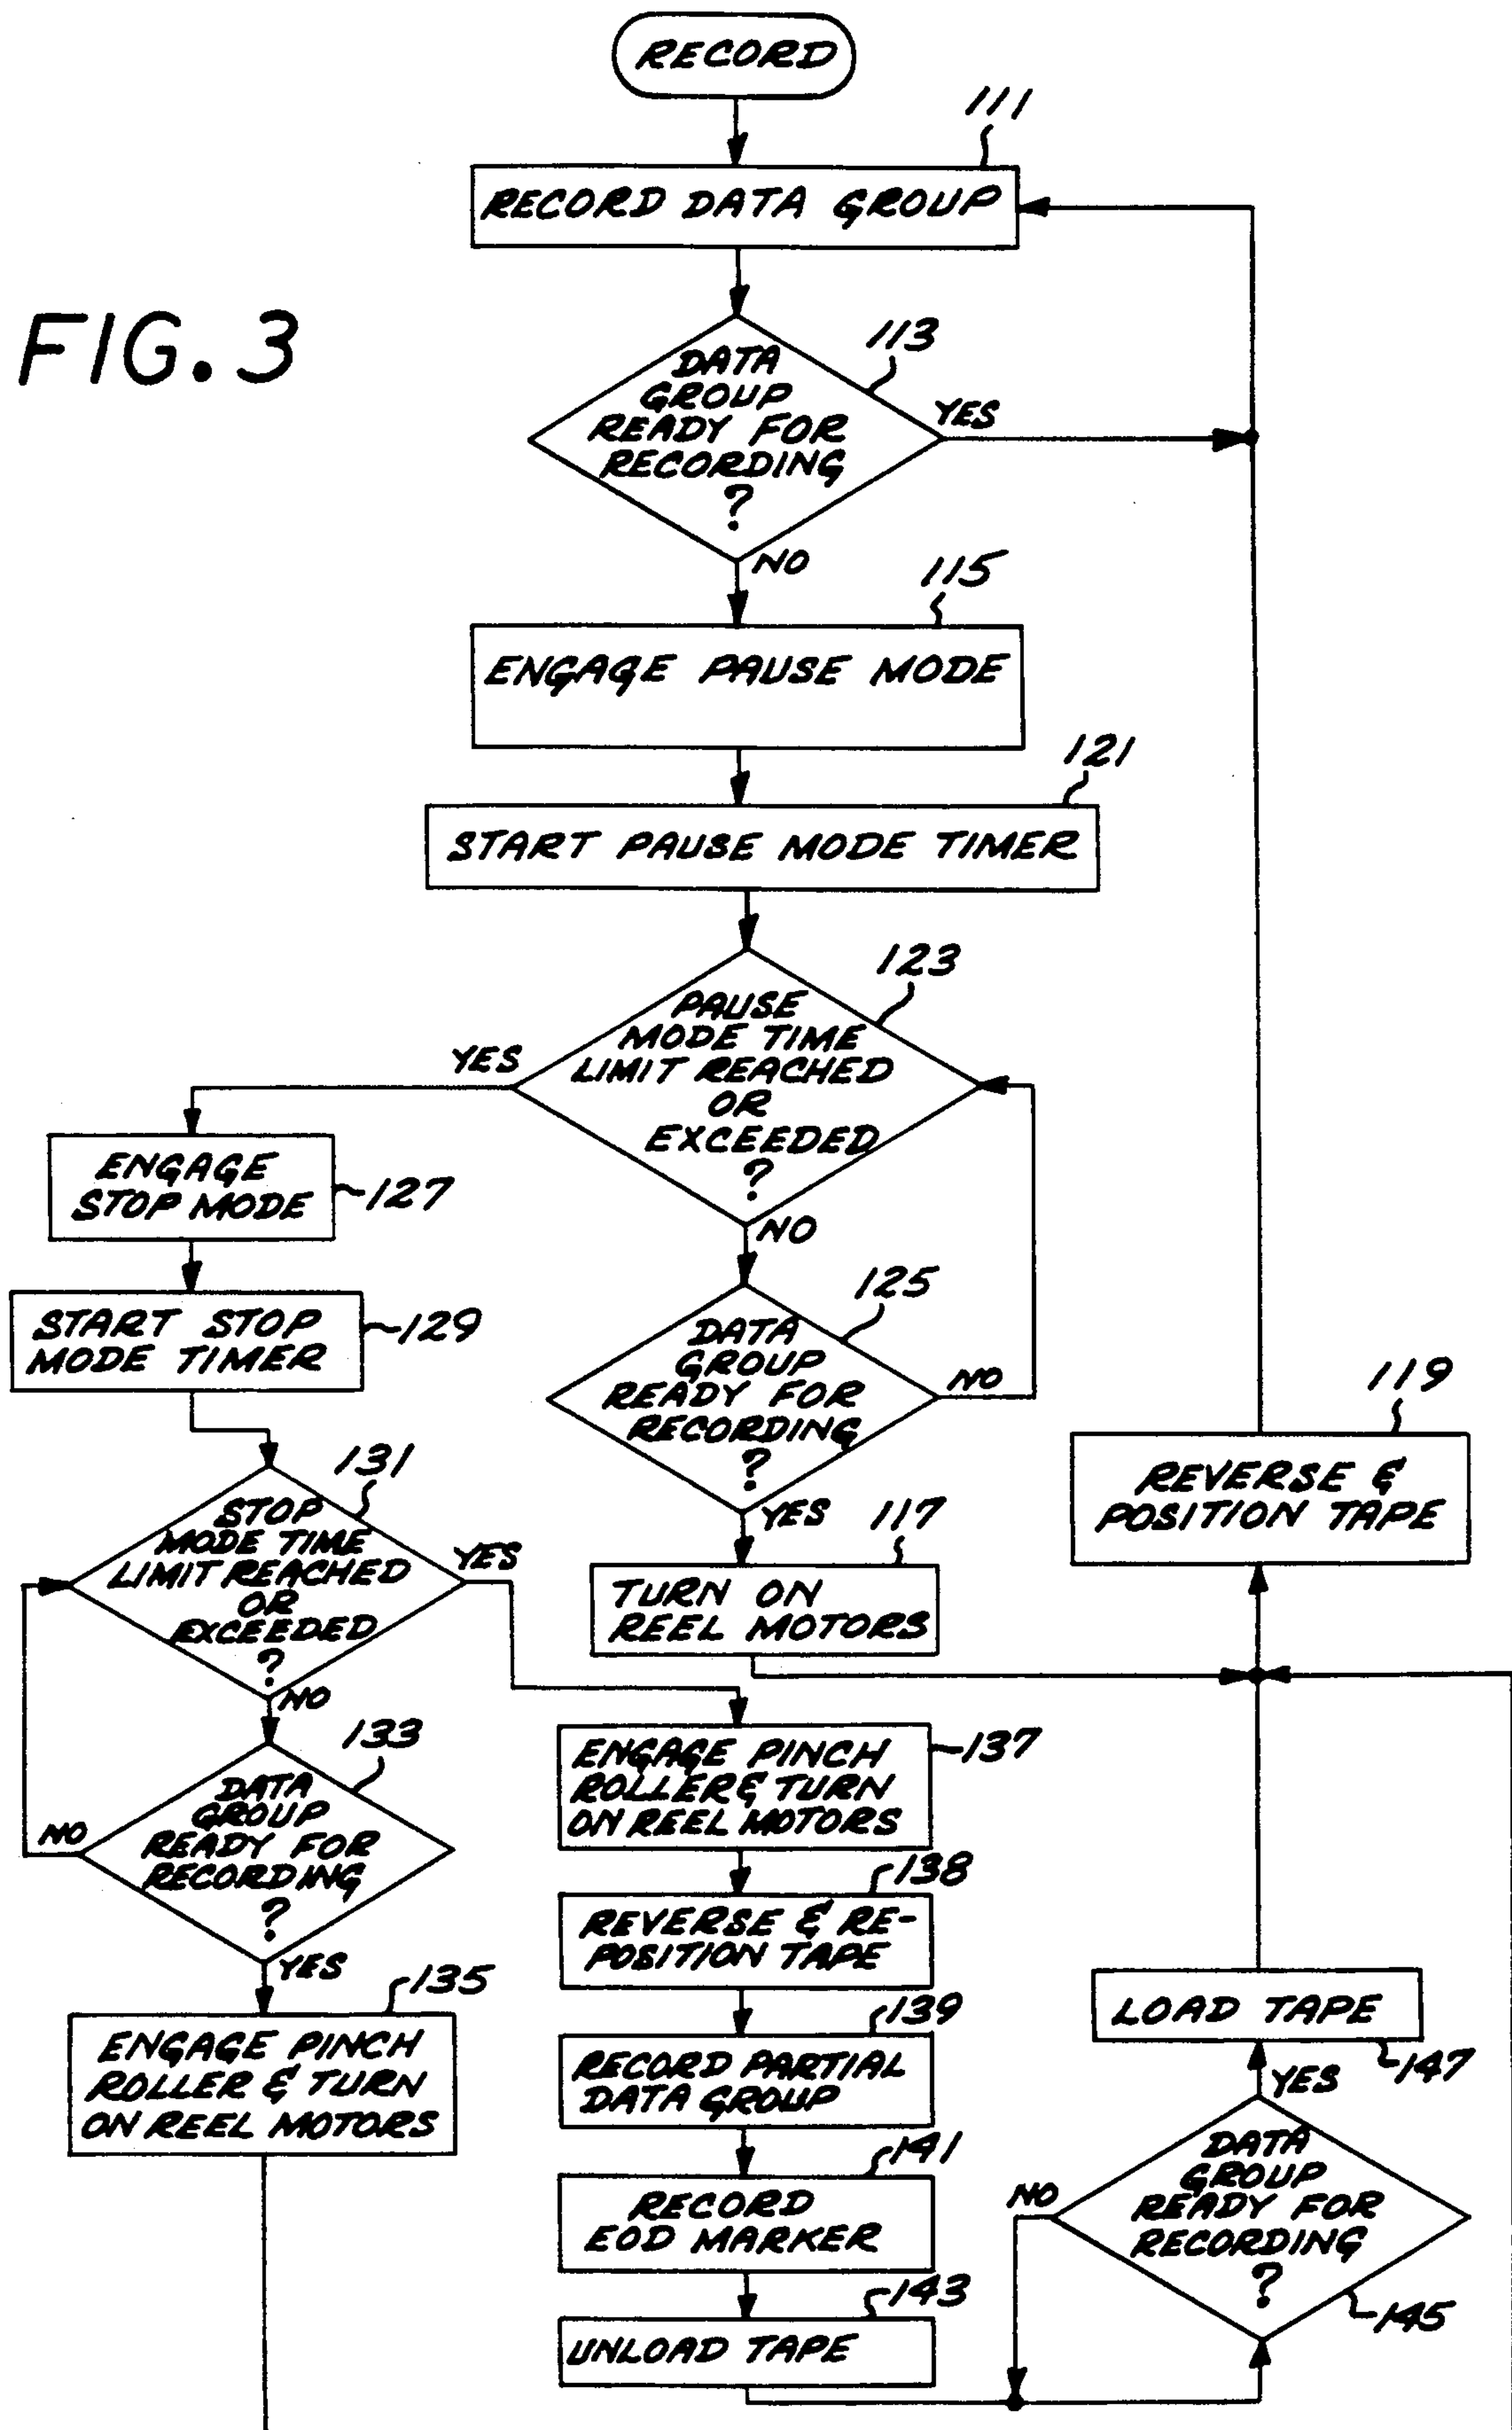 RECORD
111
RECORD DATA GROUP
FIG. 3
113
DATA
GROUP
READY FOR
RECORDING
?
YES
NO
115
ENGAGE PAUSE MODE
121
START PAUSE MODE TIMER
123
PAUSE
MODE TIME
LIMIT REACHED
OR
EXCEEDED
?
YES
NO
ENGAGE
STOP MODE
127
START STOP
MODE TIMER
129
125
DATA
GROUP
READY FOR
RECORDING
?
NO
YES
117
TURN ON
REEL MOTORS
119
REVERSE &
POSITION TAPE
131
STOP
MODE TIME
LIMIT REACHED
OR
EXCEEDED
?
YES
NO
133
DATA
GROUP
READY FOR
RECORDING
?
NO
YES
135
ENGAGE PINCH
ROLLER & TURN
ON REEL MOTORS
ENGAGE PINCH
ROLLER & TURN
ON REEL MOTORS
137
138
REVERSE & RE-
POSITION TAPE
139
RECORD PARTIAL
DATA GROUP
141
RECORD
EOD MARKER
143
UNLOAD TAPE
LOAD TAPE
147
YES
DATA
GROUP
READY FOR
RECORDING
?
NO
145